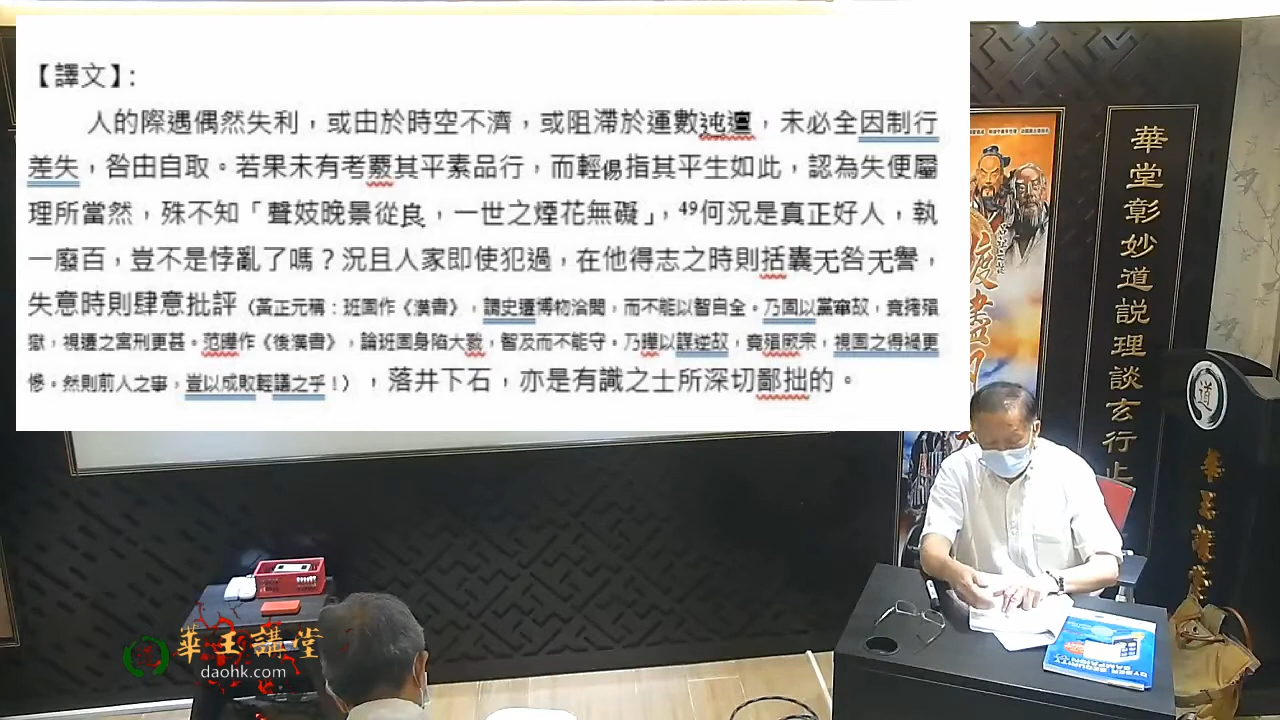 【譯文】:
人的際遇偶然失利，或由於時空不濟，或阻滯於運數迍邅，未必全因制行
差失，咎由自取。若果未有考覈其平素品行，而輕傷指其平生如此，認為失便屬
理所當然，殊不知「聲妓晚景從良，一世之煙花無礙」，49何況是真正好人，執
一廢百，豈不是悖亂了嗎？況且人家即使犯過，在他得志之時則括囊无咎无譽，
失意時則肆意批評（黃正元稱：班固作《漢書》，謂史遷博物洽聞，而不能以智自全。乃固以黨竇故，竟掊殞
獄，視遷之宮刑更甚。范曄作《後漢書》，論班固身陷大戮，智及而不能守。乃曄以謀逆故，竟殞厥宗，視固之得禍更
慘。然則前人之事，豈以成敗輕議之乎！），落井下石，亦是有識之士所深切鄙拙的。
華堂彰妙道説理談玄行止
道
度
華玉講堂
daohk.com
CYBER SECURITY
CAMPAIGN